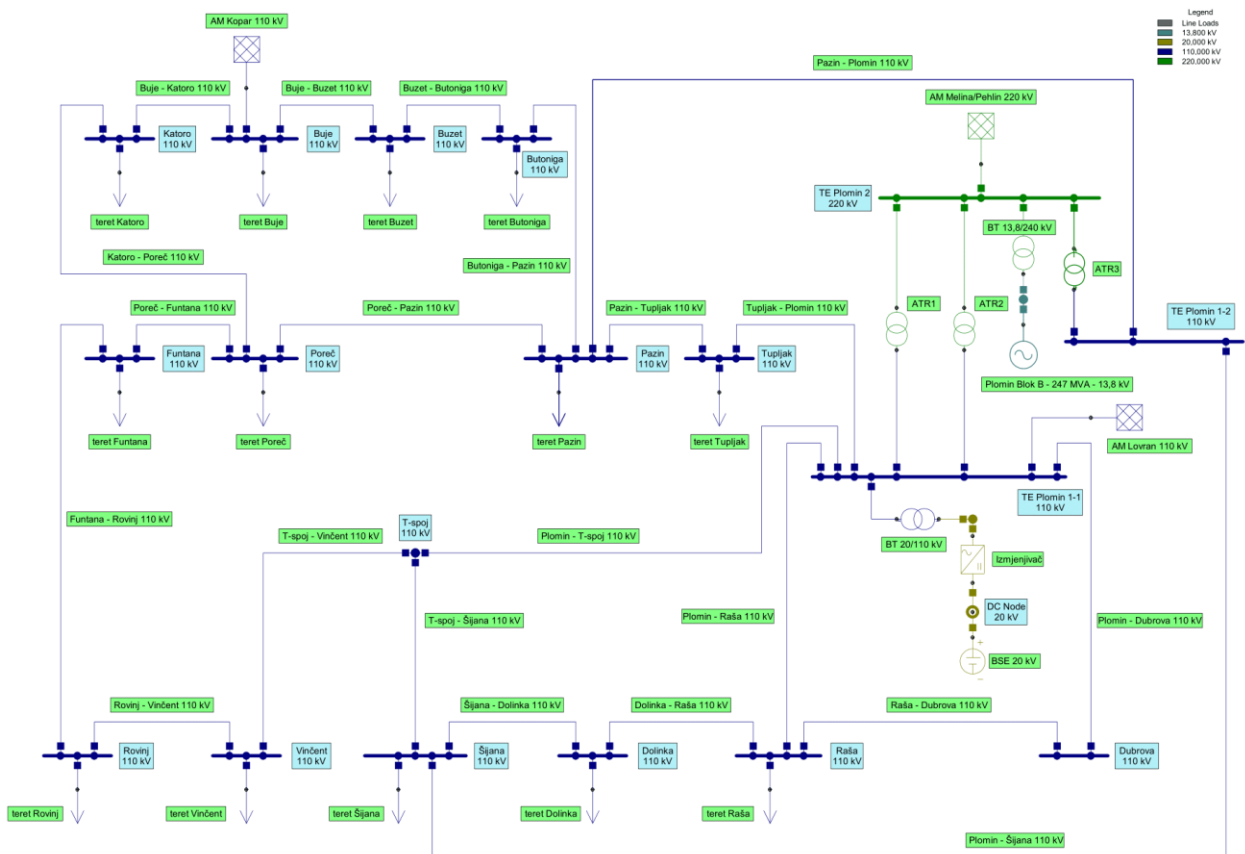 Legend
Line Loads
13,800 kV
20,000 kV
110,000 kV
220,000 kV
AM Kopar 110 kV
Pazin - Plomin 110 kV
Buje - Katoro 110 kV
Buje - Buzet 110 kV
Buzet - Butoniga 110 kV
AM Melina/Pehlin 220 kV
Katoro
110 kV
Buje
110 kV
Buzet
110 kV
Butoniga
110 kV
TE Plomin 2
220 kV
teret Katoro
teret Buje
teret Buzet
teret Butoniga
BT 13,8/240 kV
Katoro - Poreč 110 kV
Butoniga - Pazin 110 kV
ATR3
Poreč - Funtana 110 kV
Poreč - Pazin 110 kV
Pazin - Tupljak 110 kV
Tupljak - Plomin 110 kV
ATR1
ATR2
TE Plomin 1-2
110 kV
Funtana
110 kV
Poreč
110 kV
Pazin
110 kV
Tupljak
110 kV
Plomin Blok B - 247 MVA - 13,8 kV
teret Funtana
teret Poreč
teret Pazin
teret Tupljak
AM Lovran 110 kV
TE Plomin 1-1
110 kV
Funtana - Rovinj 110 kV
T-spoj
110 kV
T-spoj - Vinčent 110 kV
Plomin - T-spoj 110 kV
BT 20/110 kV
Izmjenjivač
DC Node
20 kV
T-spoj - Šijana 110 kV
Plomin - Raša 110 kV
Plomin - Dubrova 110 kV
BSE 20 kV
Rovinj - Vinčent 110 kV
Šijana - Dolinka 110 kV
Dolinka - Raša 110 kV
Raša - Dubrova 110 kV
Rovinj
110 kV
Vinčent
110 kV
Šijana
110 kV
Dolinka
110 kV
Raša
110 kV
Dubrova
110 kV
teret Rovinj
teret Vinčent
teret Šijana
teret Dolinka
teret Raša
Plomin - Šijana 110 kV